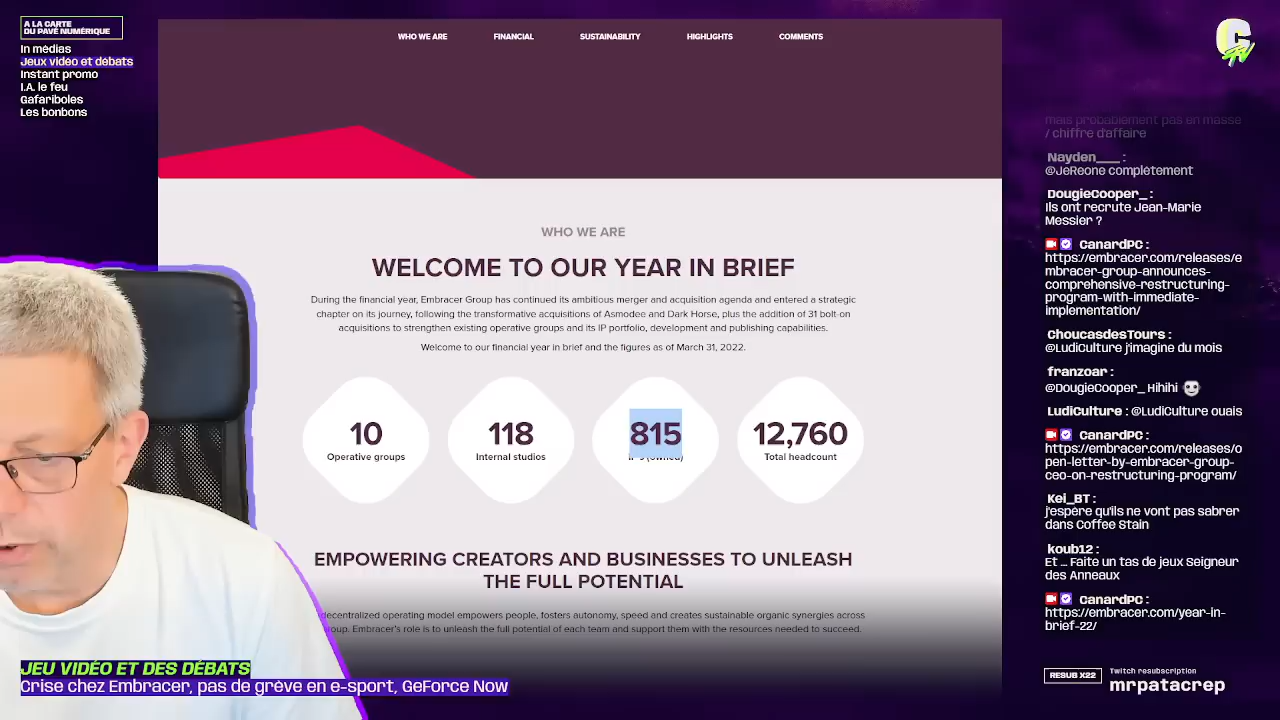 A LA CARTE
DU PAVÉ NUMÉRIQUE
In médias
Jeux vidéo et débats
Instant promo
I.A. le feu
Gafariboles
Les bonbons
WHO WE ARE
FINANCIAL
SUSTAINABILITY
HIGHLIGHTS
COMMENTS
WHO WE ARE
WELCOME TO OUR YEAR IN BRIEF
During the financial year, Embracer Group has continued its ambitious merger and acquisition agenda and entered a strategic
chapter on its journey, following the transformative acquisitions of Asmodee and Dark Horse, plus the addition of 31 bolt-on
acquisitions to strengthen existing operative groups and its IP portfolio, development and publishing capabilities.
Welcome to our financial year in brief and the figures as of March 31, 2022.
10
Operative groups
118
Internal studios
815
(owned)
12,760
Total headcount
EMPOWERING CREATORS AND BUSINESSES TO UNLEASH
THE FULL POTENTIAL
decentralized operating model empowers people, fosters autonomy, speed and creates sustainable organic synergies across
Embracer's role is to unleash the full potential of each team and support them with the resources needed to succeed.
JEU VIDÉO ET DES DÉBATS
Crise chez Embracer, pas de grève en e-sport, GeForce Now
C TV
mais probablement pas en masse
/ chiffre d'affaire
Nayden___ :
@JeReone complètement
DougieCooper_ :
Ils ont recruté Jean-Marie
Messier ?
CanardPC :
https://embracer.com/releases/e
mbracer-group-announces-
comprehensive-restructuring-
program-with-immediate-
implementation/
ChoucasdesTours :
@LudiCulture j'imagine du mois
franzoar :
@DougieCooper_ Hihihi
LudiCulture : @LudiCulture ouais
CanardPC :
https://embracer.com/releases/o
pen-letter-by-embracer-group-
ceo-on-restructuring-program/
Kei_BT :
j'espère qu'ils ne vont pas sabrer
dans Coffee Stain
koub12 :
Et ... Faite un tas de jeux Seigneur
des Anneaux
CanardPC :
https://embracer.com/year-in-
brief-22/
RESUB X22
Twitch resubscription
mrpatacrep